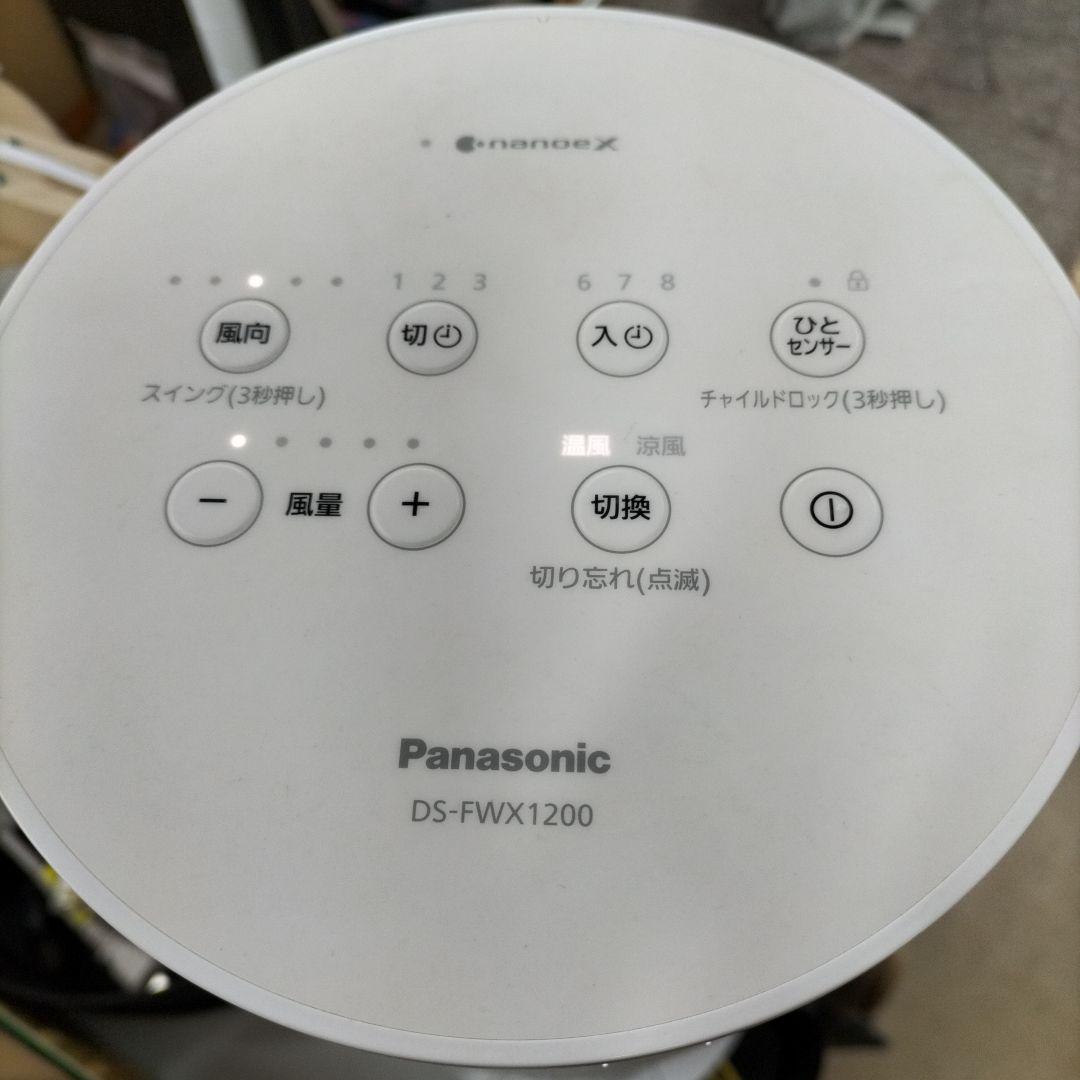 nanoeX
1 2 3
6 7 8
風向
切
入
ひと
センサー
スイング(3秒押し)
チャイルドロック(3秒押し)
温風 涼風
－ 風量 ＋
切換
切り忘れ(点滅)
Panasonic
DS-FWX1200